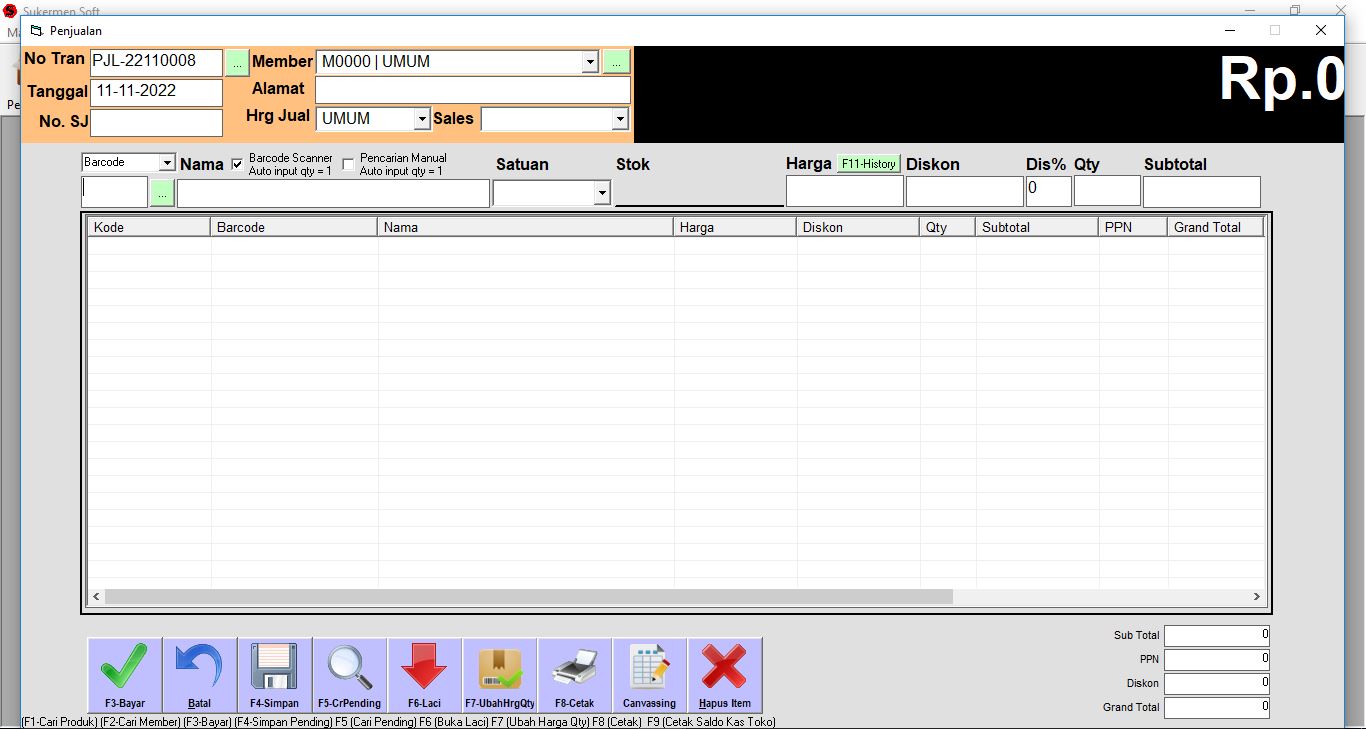 Sukermen Soft
Penjualan
No Tran PJL-22110008 ... Member M0000 | UMUM ...
Rp.0
Tanggal 11-11-2022 Alamat
No. SJ Hrg Jual UMUM Sales
Barcode Nama Barcode Scanner Auto input qty = 1 Pencarian Manual Auto input qty = 1 Satuan Stok Harga F11-History Diskon Dis% Qty Subtotal
... 0
Kode Barcode Nama Harga Diskon Qty Subtotal PPN Grand Total
Sub Total 0
PPN 0
Diskon 0
Grand Total 0
F3-Bayar Batal F4-Simpan F5-CrPending F6-Laci F7-UbahHrgQty F8-Cetak Canvassing Hapus Item
(F1-Cari Produk) (F2-Cari Member) (F3-Bayar) (F4-Simpan Pending) F5 (Cari Pending) F6 (Buka Laci) F7 (Ubah Harga Qty) F8 (Cetak) F9 (Cetak Saldo Kas Toko)